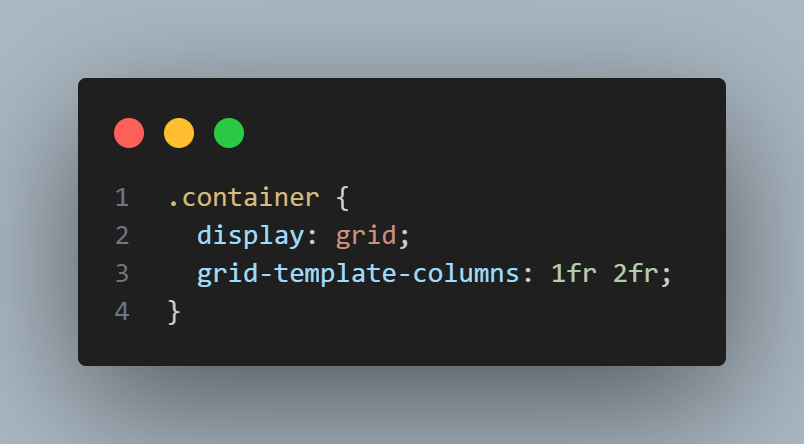 1 .container {
2   display: grid;
3   grid-template-columns: 1fr 2fr;
4 }